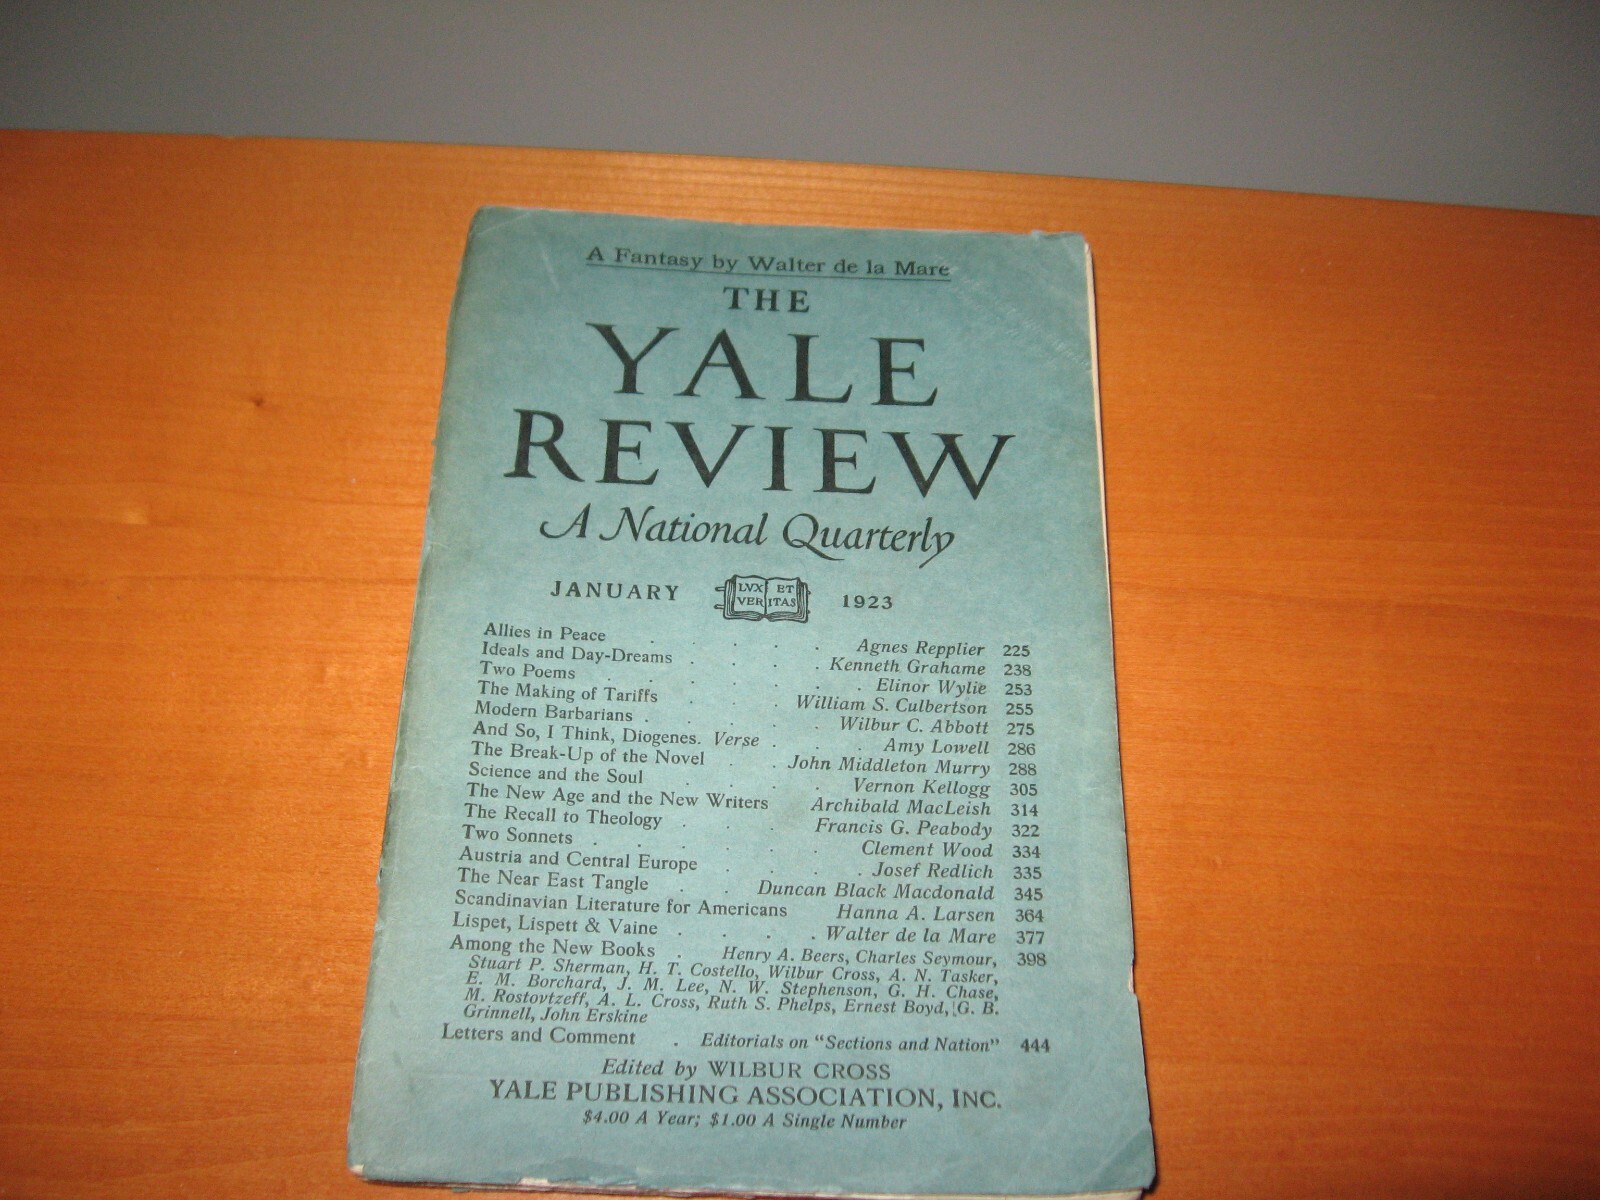 A Fantasy by Walter de la Mare
THE
YALE
REVIEW
A National Quarterly
JANUARY LVX ET VERITAS 1923
Allies in Peace . . . . Agnes Repplier 225
Ideals and Day-Dreams . . . . Kenneth Grahame 238
Two Poems . . . . . . Elinor Wylie 253
The Making of Tariffs . . . William S. Culbertson 255
Modern Barbarians . . . . . Wilbur C. Abbott 275
And So, I Think, Diogenes. Verse . . . Amy Lowell 286
The Break-Up of the Novel . . John Middleton Murry 288
Science and the Soul . . . . Vernon Kellogg 305
The New Age and the New Writers Archibald MacLeish 314
The Recall to Theology . . . Francis G. Peabody 322
Two Sonnets . . . . . . Clement Wood 334
Austria and Central Europe . . . . Josef Redlich 335
The Near East Tangle . . Duncan Black Macdonald 345
Scandinavian Literature for Americans Hanna A. Larsen 364
Lispet, Lispett & Vaine . . . . Walter de la Mare 377
Among the New Books . Henry A. Beers, Charles Seymour, 398
Stuart P. Sherman, H. T. Costello, Wilbur Cross, A. N. Tasker,
E. M. Borchard, J. M. Lee, N. W. Stephenson, G. H. Chase,
M. Rostovtzeff, A. L. Cross, Ruth S. Phelps, Ernest Boyd, G. B.
Grinnell, John Erskine
Letters and Comment . Editorials on "Sections and Nation" 444
Edited by WILBUR CROSS
YALE PUBLISHING ASSOCIATION, INC.
$4.00 A Year; $1.00 A Single Number